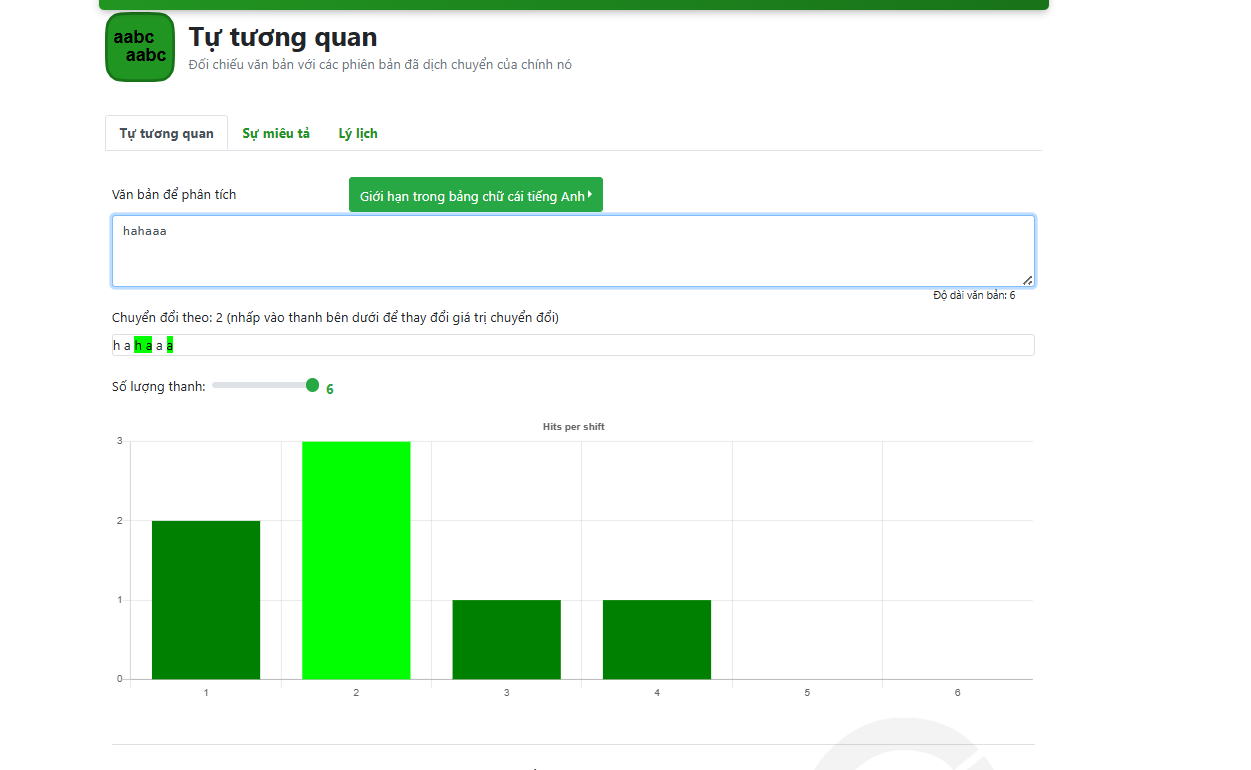 aabc
aabc
Tự tương quan
Đối chiếu văn bản với các phiên bản đã dịch chuyển của chính nó
Tự tương quan Sự miêu tả Lý lịch
Văn bản để phân tích Giới hạn trong bảng chữ cái tiếng Anh
hahaaa
Độ dài văn bản: 6
Chuyển đổi theo: 2 (nhấp vào thanh bên dưới để thay đổi giá trị chuyển đổi)
h a h a a a
Số lượng thanh: 6
Hits per shift
3
2
1
0
1 2 3 4 5 6